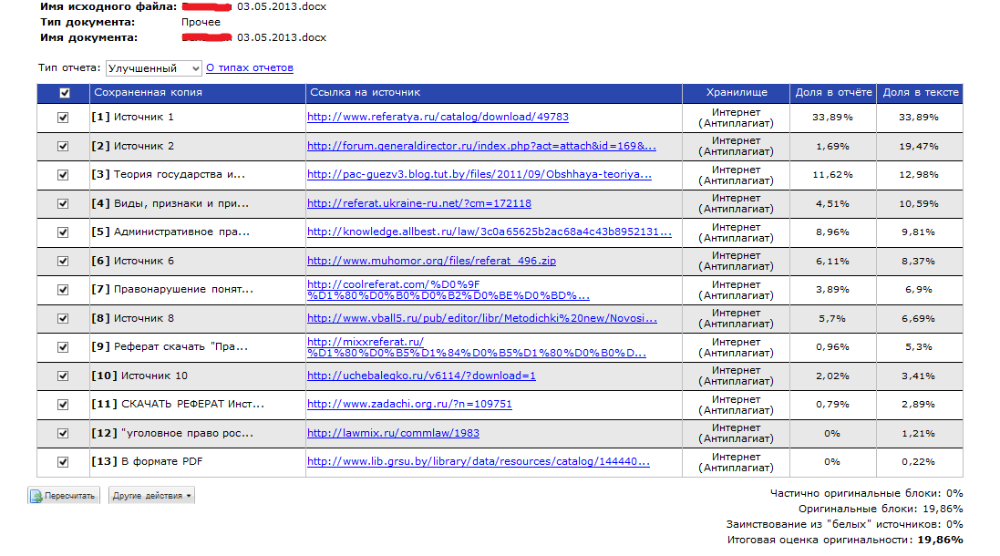 Имя исходного файла: 03.05.2013.docx
Тип документа: Прочее
Имя документа: 03.05.2013.docx
Тип отчета: Улучшенный О типах отчетов
Сохраненная копия Ссылка на источник Хранилище Доля в отчёте Доля в тексте
[1] Источник 1 http://www.referatya.ru/catalog/download/49783 Интернет (Антиплагиат) 33,89% 33,89%
[2] Источник 2 http://forum.generaldirector.ru/index.php?act=attach&id=169&... Интернет (Антиплагиат) 1,69% 19,47%
[3] Теория государства и... http://pac-guezv3.blog.tut.by/files/2011/09/Obshhaya-teoriya... Интернет (Антиплагиат) 11,62% 12,98%
[4] Виды, признаки и при... http://referat.ukraine-ru.net/?cm=172118 Интернет (Антиплагиат) 4,51% 10,59%
[5] Административное пра... http://knowledge.allbest.ru/law/3c0a65625b2ac68a4c43b8952131... Интернет (Антиплагиат) 8,96% 9,81%
[6] Источник 6 http://www.muhomor.org/files/referat_496.zip Интернет (Антиплагиат) 6,11% 8,37%
[7] Правонарушение понят... http://coolreferat.com/%D0%9F%D1%80%D0%B0%D0%B2%D0%BE%D0%BD%... Интернет (Антиплагиат) 3,89% 6,9%
[8] Источник 8 http://www.vball5.ru/pub/editor/libr/Metodichki%20new/Novosi... Интернет (Антиплагиат) 5,7% 6,69%
[9] Реферат скачать "Пра... http://mixxreferat.ru/%D1%80%D0%B5%D1%84%D0%B5%D1%80%D0%B0%D... Интернет (Антиплагиат) 0,96% 5,3%
[10] Источник 10 http://uchebalegko.ru/v6114/?download=1 Интернет (Антиплагиат) 2,02% 3,41%
[11] СКАЧАТЬ РЕФЕРАТ Инст... http://www.zadachi.org.ru/?n=109751 Интернет (Антиплагиат) 0,79% 2,89%
[12] "уголовное право рос... http://lawmix.ru/commlaw/1983 Интернет (Антиплагиат) 0% 1,21%
[13] В формате PDF http://www.lib.grsu.by/library/data/resources/catalog/144440... Интернет (Антиплагиат) 0% 0,22%
Пересчитать Другие действия
Частично оригинальные блоки: 0%
Оригинальные блоки: 19,86%
Заимствование из "белых" источников: 0%
Итоговая оценка оригинальности: 19,86%